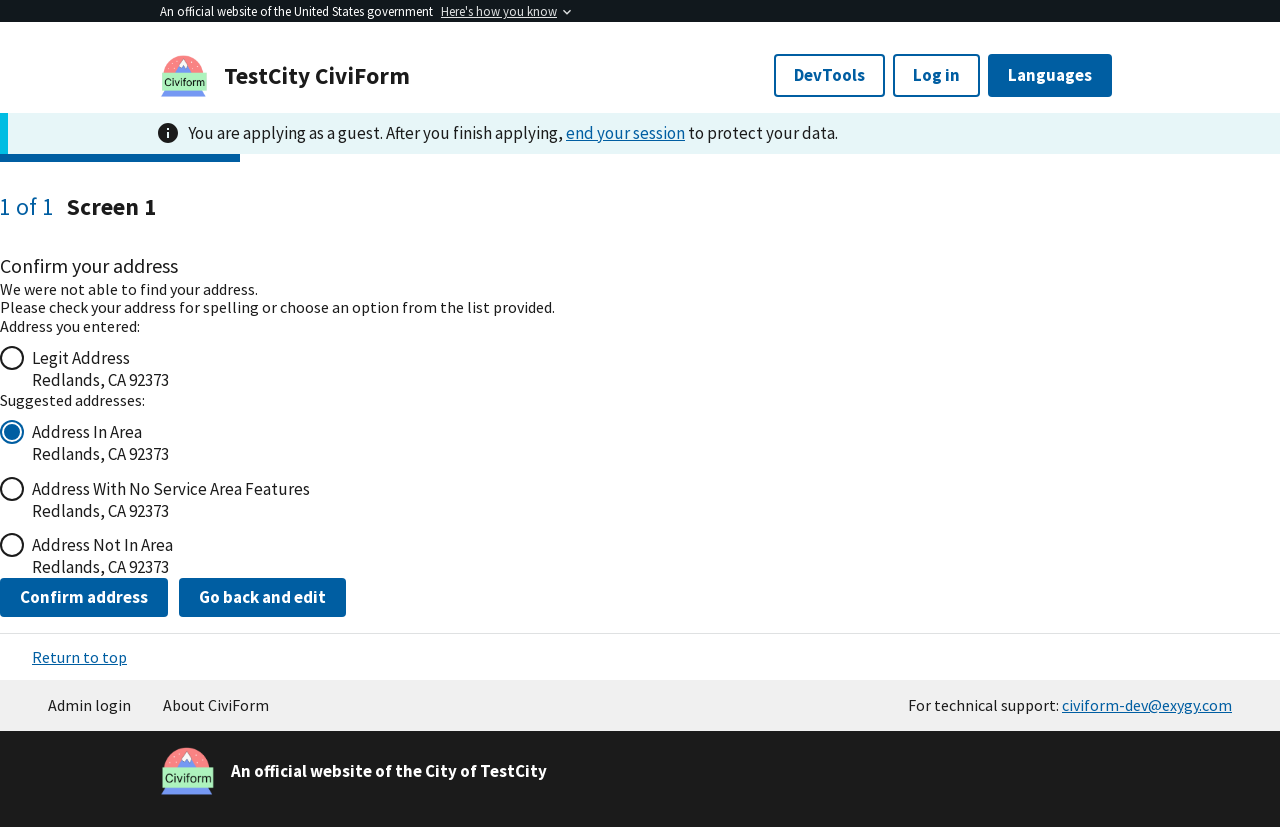 An official website of the United States government Here's how you know
Civiform
TestCity CiviForm
DevTools
Log in
Languages
You are applying as a guest. After you finish applying, end your session to protect your data.
1 of 1 Screen 1
Confirm your address
We were not able to find your address.
Please check your address for spelling or choose an option from the list provided.
Address you entered:
Legit Address
Redlands, CA 92373
Suggested addresses:
Address In Area
Redlands, CA 92373
Address With No Service Area Features
Redlands, CA 92373
Address Not In Area
Redlands, CA 92373
Confirm address
Go back and edit
Return to top
Admin login
About CiviForm
For technical support: civiform-dev@exygy.com
Civiform
An official website of the City of TestCity